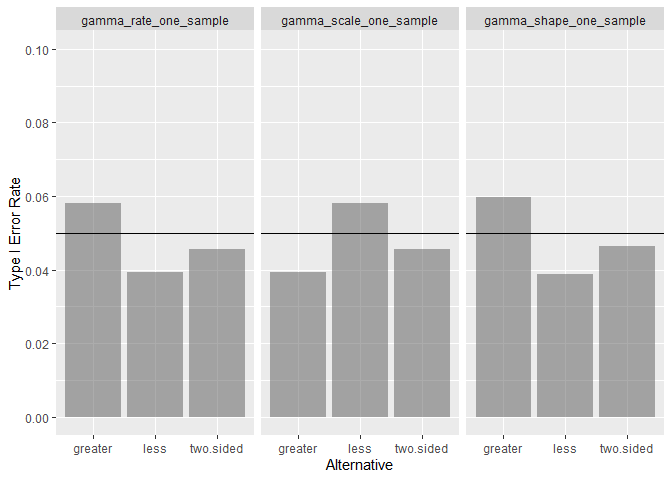 gamma_rate_one_sample gamma_scale_one_sample gamma_shape_one_sample
0.10
0.08
0.06
0.04
0.02
0.00
Type I Error Rate
greater less two.sided greater less two.sided greater less two.sided
Alternative